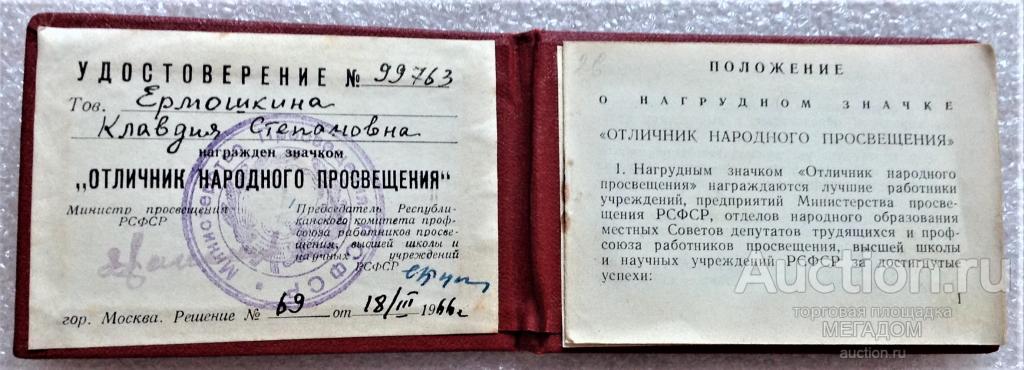 УДОСТОВЕРЕНИЕ № 99763
Тов. Ермошкина
Клавдия Степановна
награжден значком
„ОТЛИЧНИК НАРОДНОГО ПРОСВЕЩЕНИЯ"
Министр просвещения
РСФСР
Председатель Республи-
канского комитета проф-
союза работников просве-
щения, высшей школы и
научных учреждений
РСФСР
гор. Москва. Решение № 69 от 18/III 1966г.
26
ПОЛОЖЕНИЕ
О НАГРУДНОМ ЗНАЧКЕ
«ОТЛИЧНИК НАРОДНОГО ПРОСВЕЩЕНИЯ»
1. Нагрудным значком «Отличник народного
просвещения» награждаются лучшие работники
учреждений, предприятий Министерства просве-
щения РСФСР, отделов народного образования
местных Советов депутатов трудящихся и проф-
союза работников просвещения, высшей школы
и научных учреждений РСФСР за достигнутые
успехи:
1
Auction.ru
торговая площадка
МЕГАДОМ
auction.ru